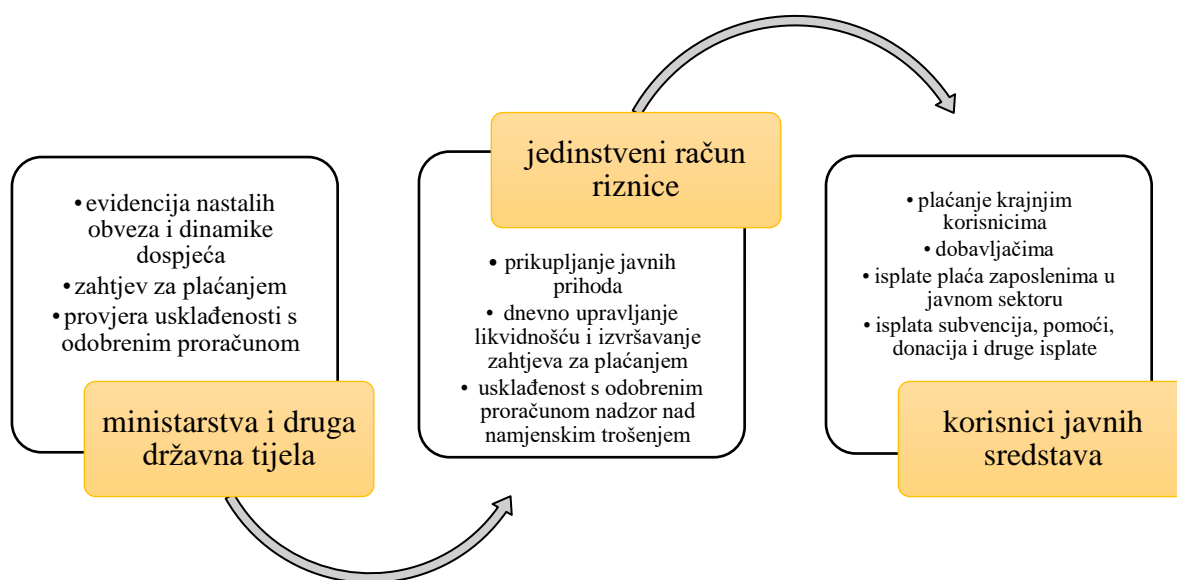 •evidencija nastalih
obveza i dinamike
dospjeća
•zahtjev za plaćanjem
•provjera usklađenosti s
odobrenim proračunom
ministarstva i druga
državna tijela
jedinstveni račun
riznice
• prikupljanje javnih
prihoda
• dnevno upravljanje
likvidnošću i izvršavanje
zahtjeva za plaćanjem
• usklađenost s odobrenim
proračunom nadzor nad
namjenskim trošenjem
• plaćanje krajnjim
korisnicima
• dobavljačima
• isplate plaća zaposlenima u
javnom sektoru
• isplata subvencija, pomoći,
donacija i druge isplate
korisnici javnih
sredstava